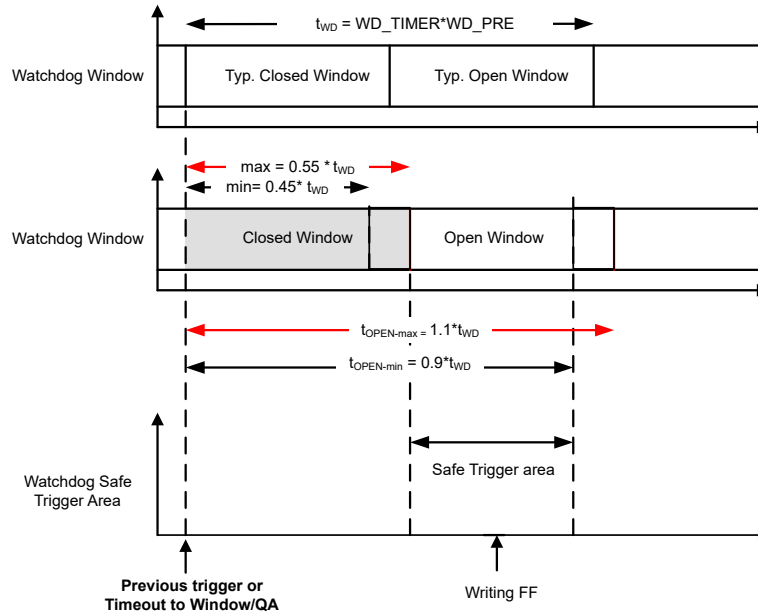 tWD = WD_TIMER*WD_PRE
Watchdog Window
Typ. Closed Window
Typ. Open Window
max = 0.55 * tWD
min= 0.45* tWD
Watchdog Window
Closed Window
Open Window
tOPEN-max = 1.1*tWD
tOPEN-min = 0.9*tWD
Watchdog Safe
Trigger Area
Safe Trigger area
Previous trigger or
Timeout to Window/QA
Writing FF